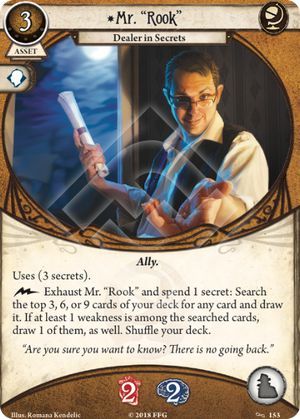 3
Mr. “Rook”
ASSET
Dealer in Secrets
Ally.
Uses (3 secrets).
Exhaust Mr. “Rook” and spend 1 secret: Search
the top 3, 6, or 9 cards of your deck for any card and draw
it. If at least 1 weakness is among the searched cards,
draw 1 of them, as well. Shuffle your deck.
“Are you sure you want to know? There is no going back.”
2 2
Illus. Romana Kendelic © 2018 FFG 153